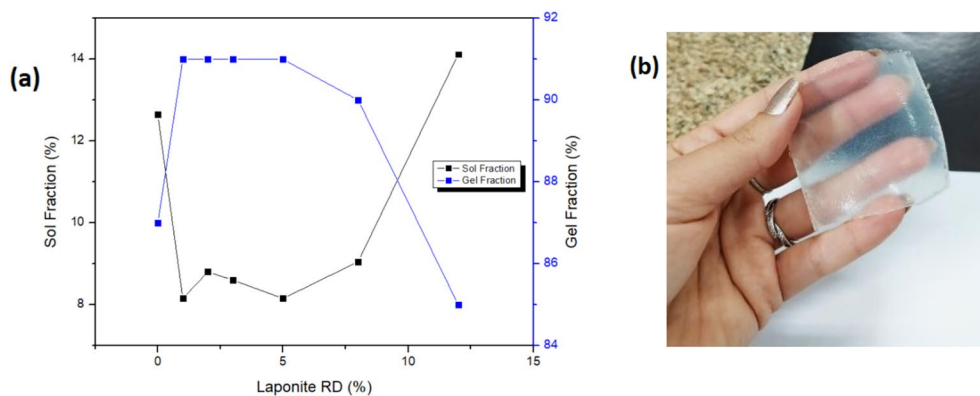 (a)
Sol Fraction (%)
14
12
10
8
92
90
88
86
84
Gel Fraction (%)
Sol Fraction
Gel Fraction
0 5 10 15
Laponite RD (%)
(b)